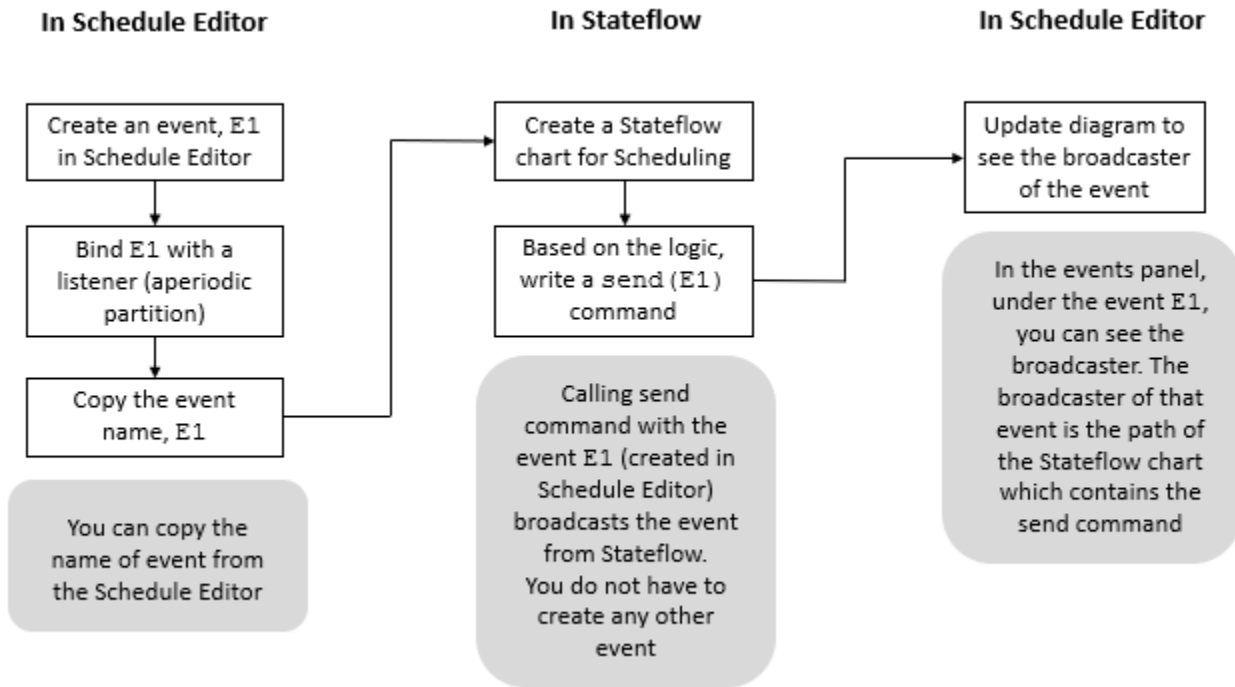 In Schedule Editor
Create an event, E1
in Schedule Editor
Bind E1 with a
listener (aperiodic
partition)
Copy the event
name, E1
You can copy the
name of event from
the Schedule Editor
In Stateflow
Create a Stateflow
chart for Scheduling
Based on the logic,
write a send(E1)
command
Calling send
command with the
event E1 (created in
Schedule Editor)
broadcasts the event
from Stateflow.
You do not have to
create any other
event
In Schedule Editor
Update diagram to
see the broadcaster
of the event
In the events panel,
under the event E1,
you can see the
broadcaster. The
broadcaster of that
event is the path of
the Stateflow chart
which contains the
send command